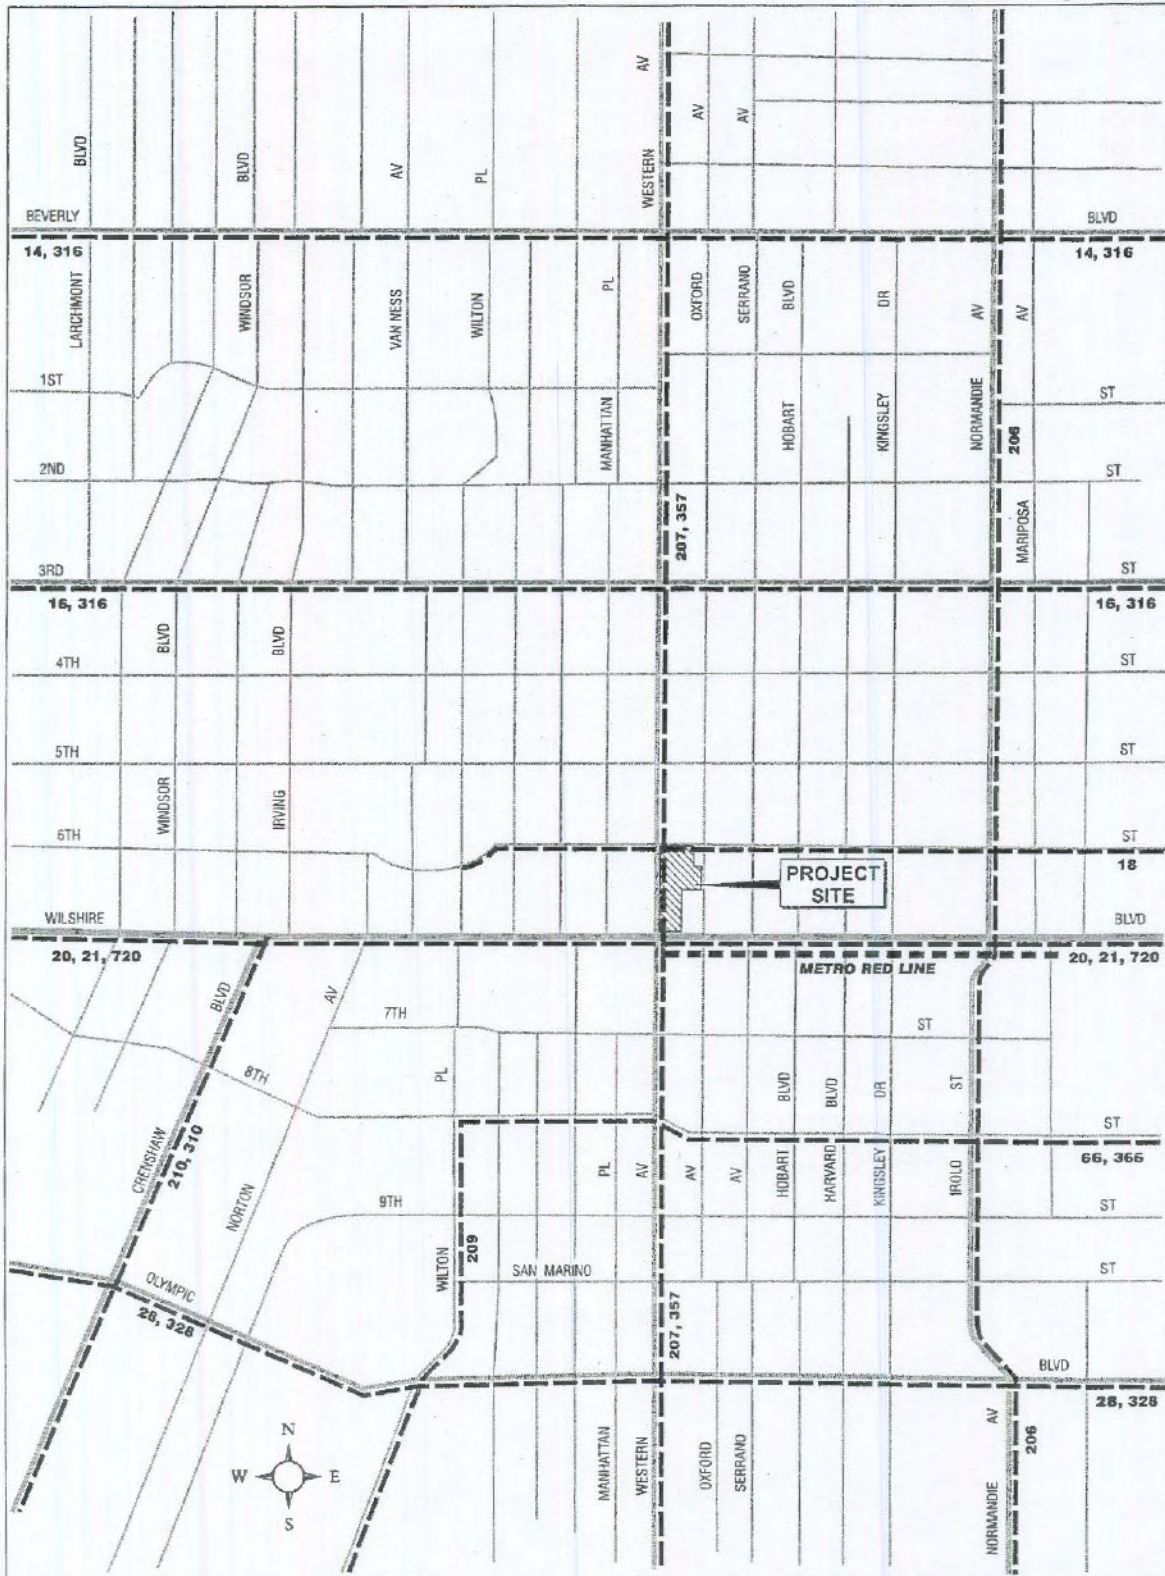 AV
AV
AV
BLVD
BLVD
AV
PL
WESTERN
BEVERLY
BLVD
14, 316
14, 316
LARCHMONT
WINDSOR
VAN NESS
WILTON
PL
OXFORD
SERRANO
BLVD
DR
AV
AV
1ST
ST
MANHATTAN
HOBART
KINGSLEY
NORMANDIE
206
2ND
ST
207, 357
MARIPOSA
3RD
ST
16, 316
16, 316
BLVD
BLVD
4TH
ST
5TH
ST
WINDSOR
IRVING
6TH
ST
18
PROJECT
SITE
WILSHIRE
BLVD
20, 21, 720
METRO RED LINE
20, 21, 720
BLVD
AV
7TH
ST
8TH
PL
BLVD
BLVD
DR
ST
ST
CRENSHAW
210, 310
66, 366
PL
AV
AV
AV
HOBART
HARVARD
KINGSLEY
IROLO
NORTON
9TH
ST
209
WILTON
SAN MARINO
ST
OLYMPIC
28, 328
207, 357
BLVD
28, 328
N
W
E
S
MANHATTAN
WESTERN
OXFORD
SERRANO
AV
206
NORMANDIE